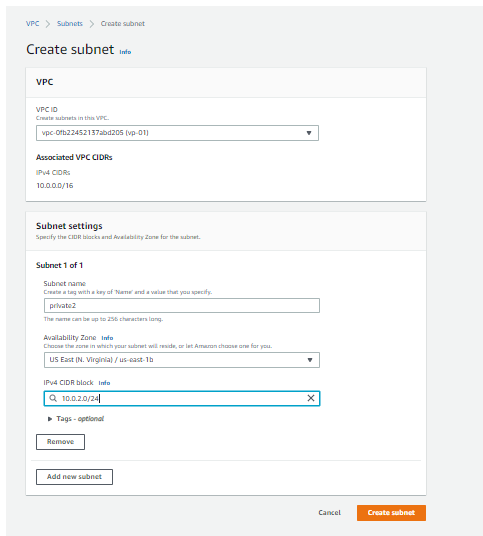 VPC > Subnets > Create subnet
Create subnet Info
VPC
VPC ID
Create subnets in this VPC.
vpc-0fb22452137abd205 (vp-01)
Associated VPC CIDRs
IPv4 CIDRs
10.0.0.0/16
Subnet settings
Specify the CIDR blocks and Availability Zone for the subnet.
Subnet 1 of 1
Subnet name
Create a tag with a key of 'Name' and a value that you specify.
private2
The name can be up to 256 characters long.
Availability Zone Info
Choose the zone in which your subnet will reside, or let Amazon choose one for you.
US East (N. Virginia) / us-east-1b
IPv4 CIDR block Info
10.0.2.0/24
Tags - optional
Remove
Add new subnet
Cancel Create subnet